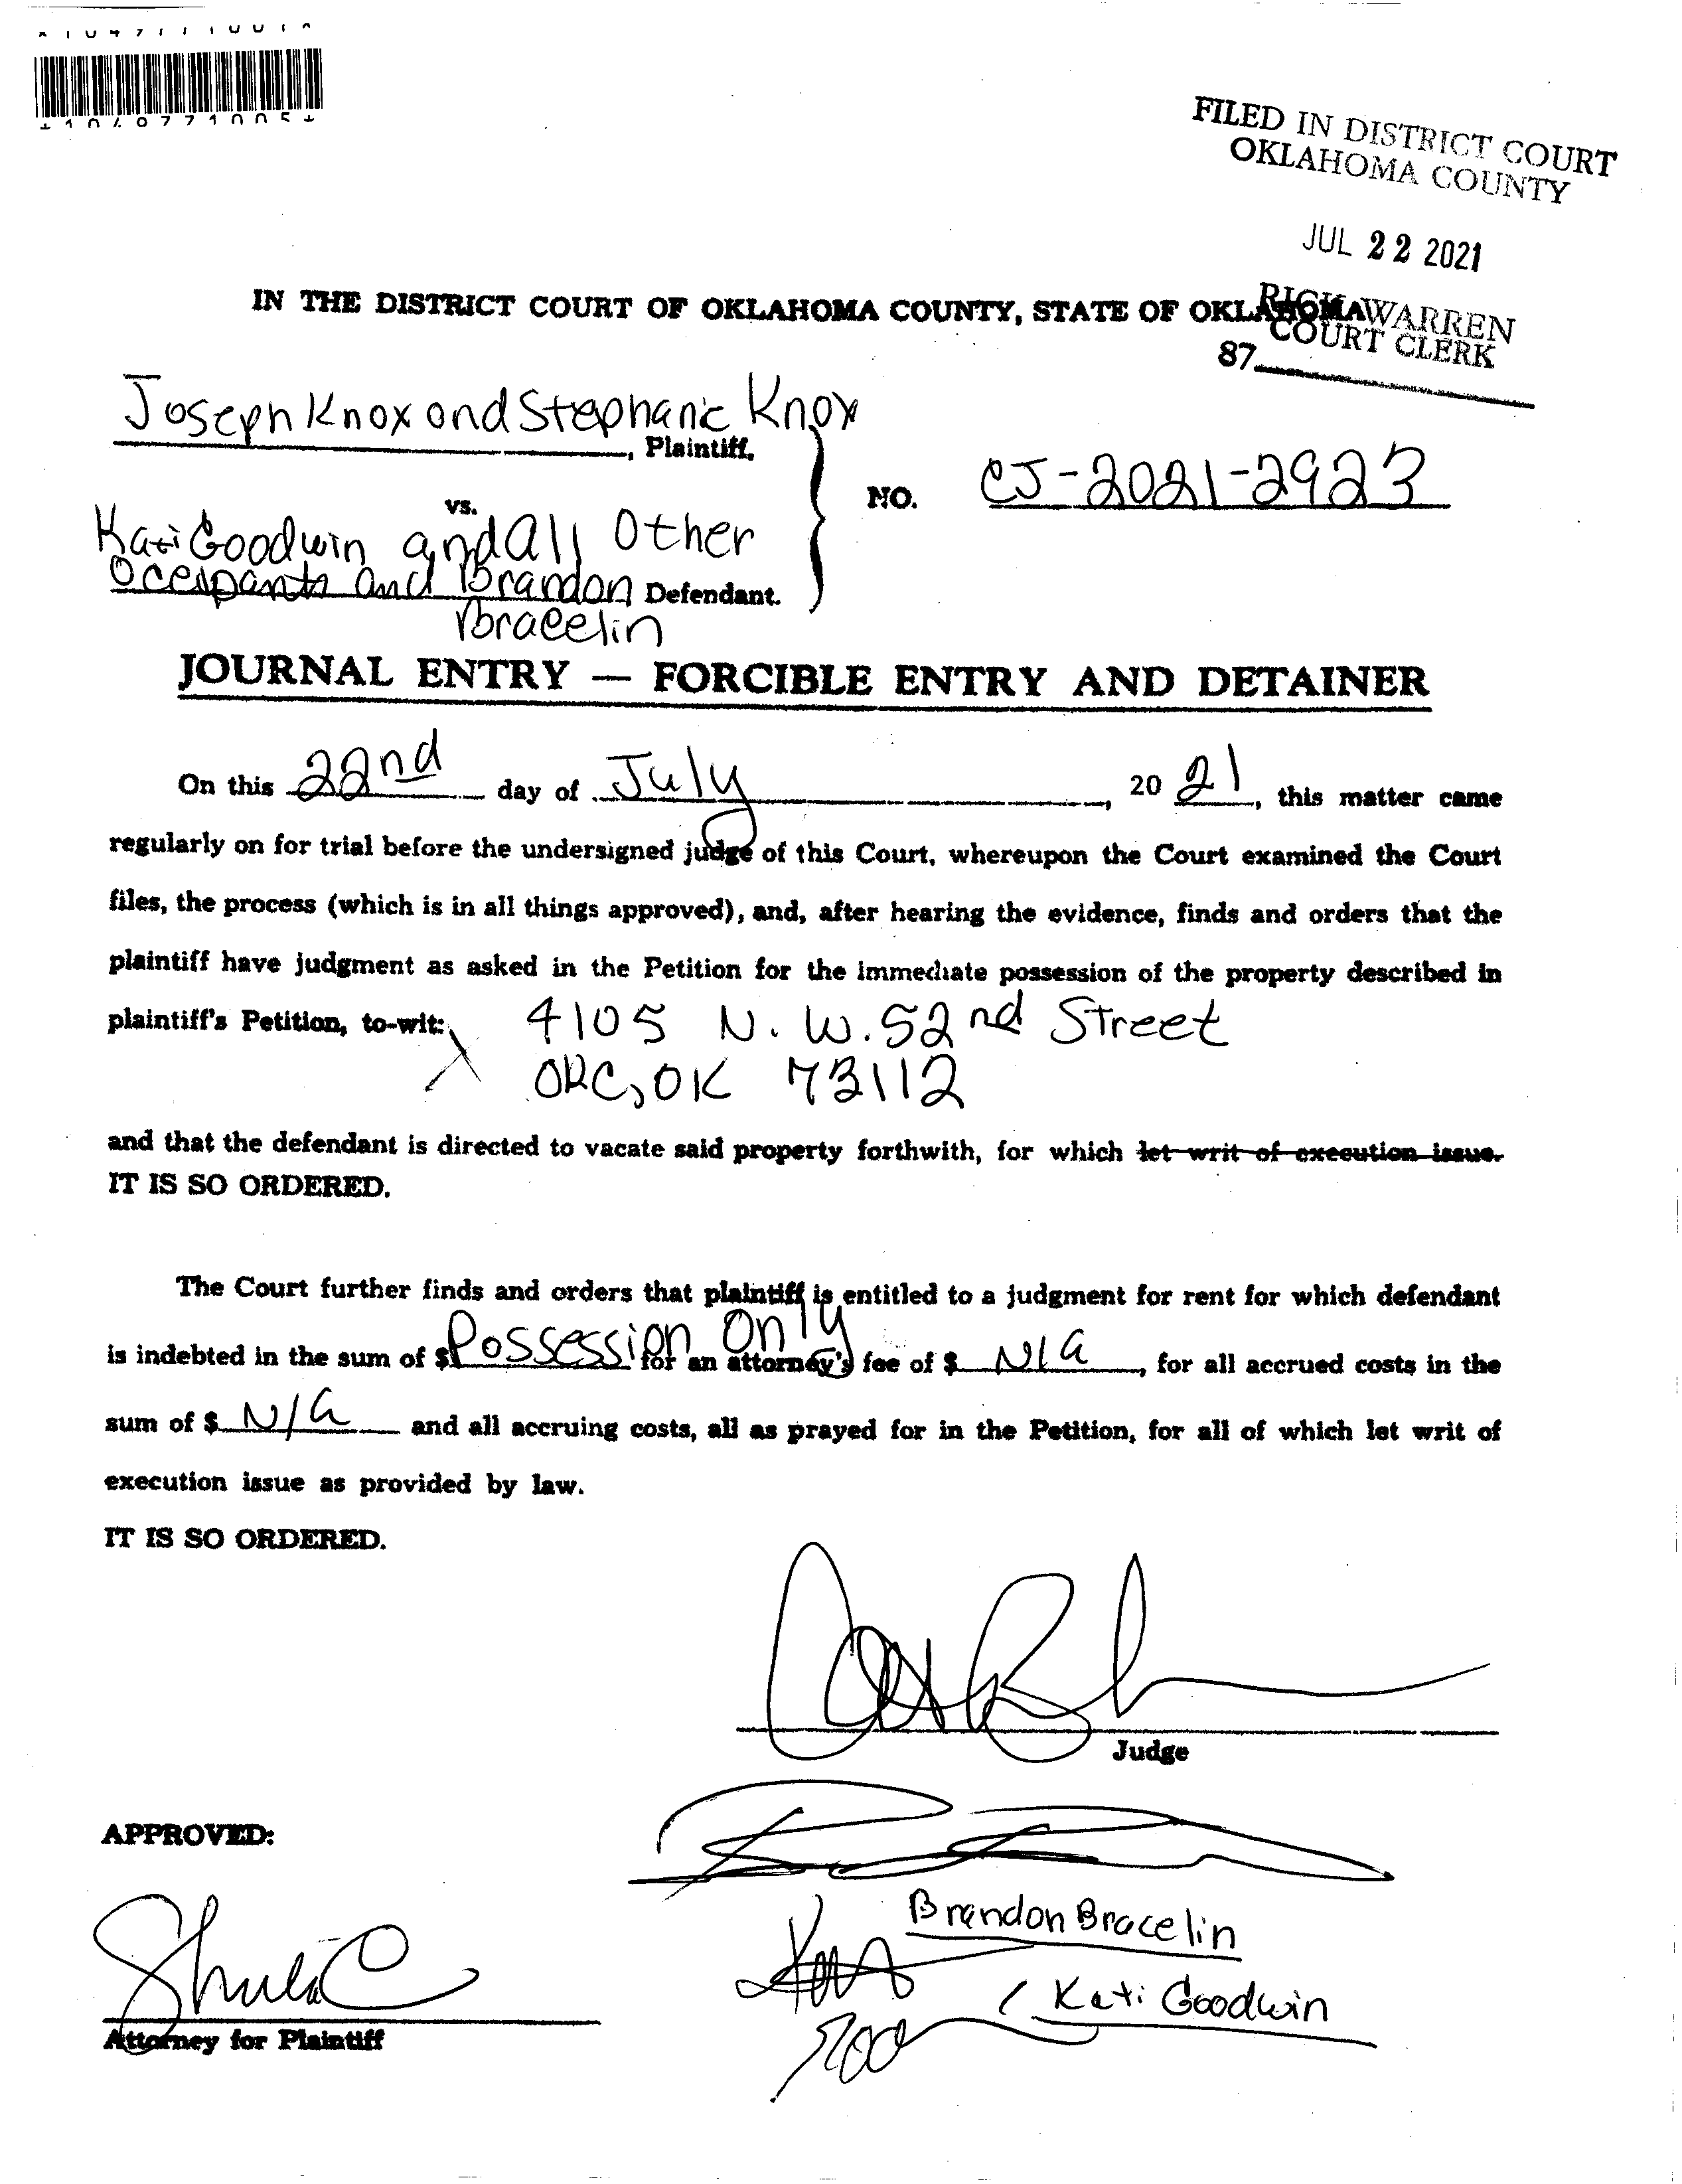 *1049771005*
FILED IN DISTRICT COURT
OKLAHOMA COUNTY
JUL 22 2021
RICK WARREN
COURT CLERK
87
IN THE DISTRICT COURT OF OKLAHOMA COUNTY, STATE OF OKLAHOMA
Joseph Knox and Stephanie Knox
, Plaintiff,
vs.
NO. CJ-2021-2923
Kati Goodwin and All Other
Occupants and Brandon Defendant.
Bracelin
JOURNAL ENTRY — FORCIBLE ENTRY AND DETAINER
On this 22nd day of July, 20 21, this matter came
regularly on for trial before the undersigned judge of this Court, whereupon the Court examined the Court
files, the process (which is in all things approved), and, after hearing the evidence, finds and orders that the
plaintiff have judgment as asked in the Petition for the immediate possession of the property described in
plaintiff's Petition, to-wit: 4105 N.W. 52nd Street
OKC, OK 73112
and that the defendant is directed to vacate said property forthwith, for which let writ of execution issue.
IT IS SO ORDERED.
The Court further finds and orders that plaintiff is entitled to a judgment for rent for which defendant
is indebted in the sum of $ Possession Only for an attorney's fee of $ N/A, for all accrued costs in the
sum of $ N/A and all accruing costs, all as prayed for in the Petition, for all of which let writ of
execution issue as provided by law.
IT IS SO ORDERED.
Judge
APPROVED:
Brandon Bracelin
Kati Goodwin
Attorney for Plaintiff